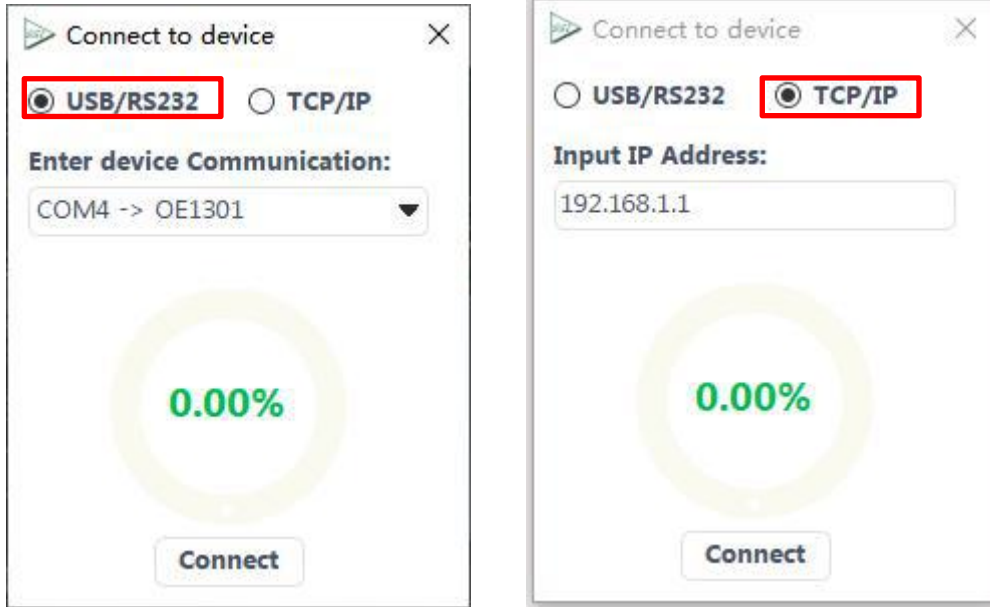 Connect to device
USB/RS232 TCP/IP
Enter device Communication:
COM4 -> OE1301
0.00%
Connect
Connect to device
USB/RS232 TCP/IP
Input IP Address:
192.168.1.1
0.00%
Connect